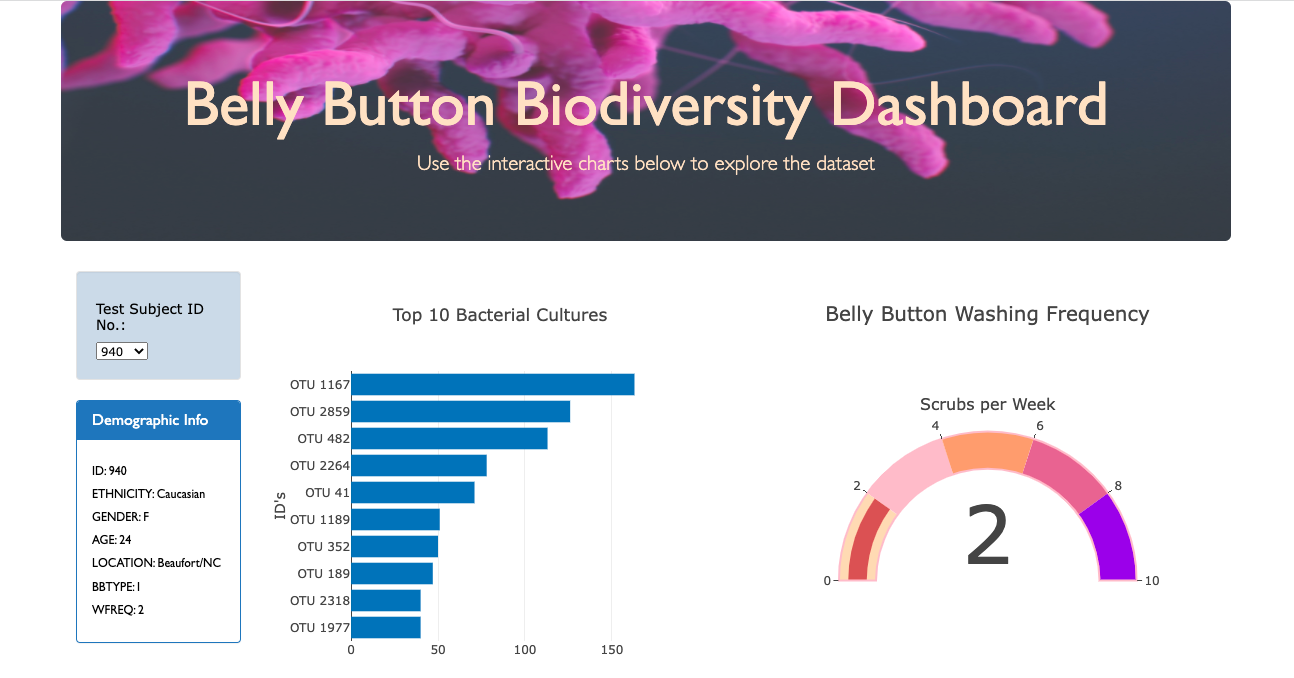 Belly Button Biodiversity Dashboard
Use the interactive charts below to explore the dataset
Test Subject ID
No.:
940
Demographic Info
ID: 940
ETHNICITY: Caucasian
GENDER: F
AGE: 24
LOCATION: Beaufort/NC
BBTYPE: I
WFREQ: 2
Top 10 Bacterial Cultures
ID's
OTU 1167
OTU 2859
OTU 482
OTU 2264
OTU 41
OTU 1189
OTU 352
OTU 189
OTU 2318
OTU 1977
0 50 100 150
Belly Button Washing Frequency
Scrubs per Week
0 2 4 6 8 10
2